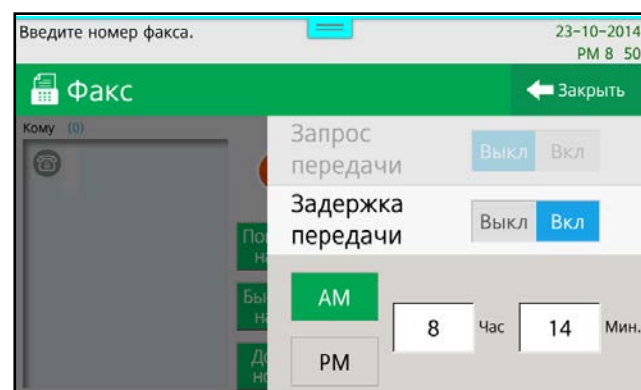 Введите номер факса.
23-10-2014
PM 8 50
Факс
Закрыть
Кому (0)
Запрос
передачи
Выкл Вкл
Задержка
передачи
Выкл Вкл
AM
8 Час 14 Мин.
PM